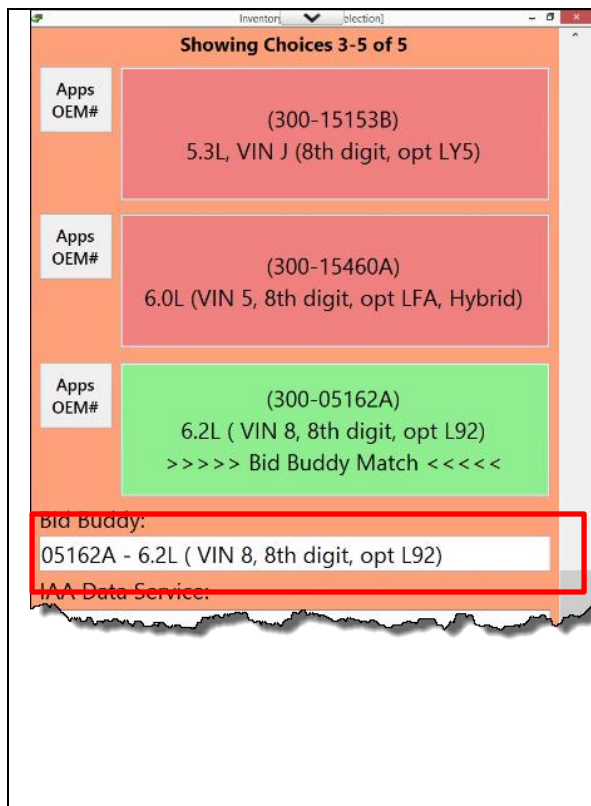 Inventor election]
Showing Choices 3-5 of 5
Apps
OEM#
(300-15153B)
5.3L, VIN J (8th digit, opt LY5)
Apps
OEM#
(300-15460A)
6.0L (VIN 5, 8th digit, opt LFA, Hybrid)
Apps
OEM#
(300-05162A)
6.2L ( VIN 8, 8th digit, opt L92)
>>>>> Bid Buddy Match <<<<<
Bid Buddy:
05162A - 6.2L ( VIN 8, 8th digit, opt L92)
IAA Data Service: